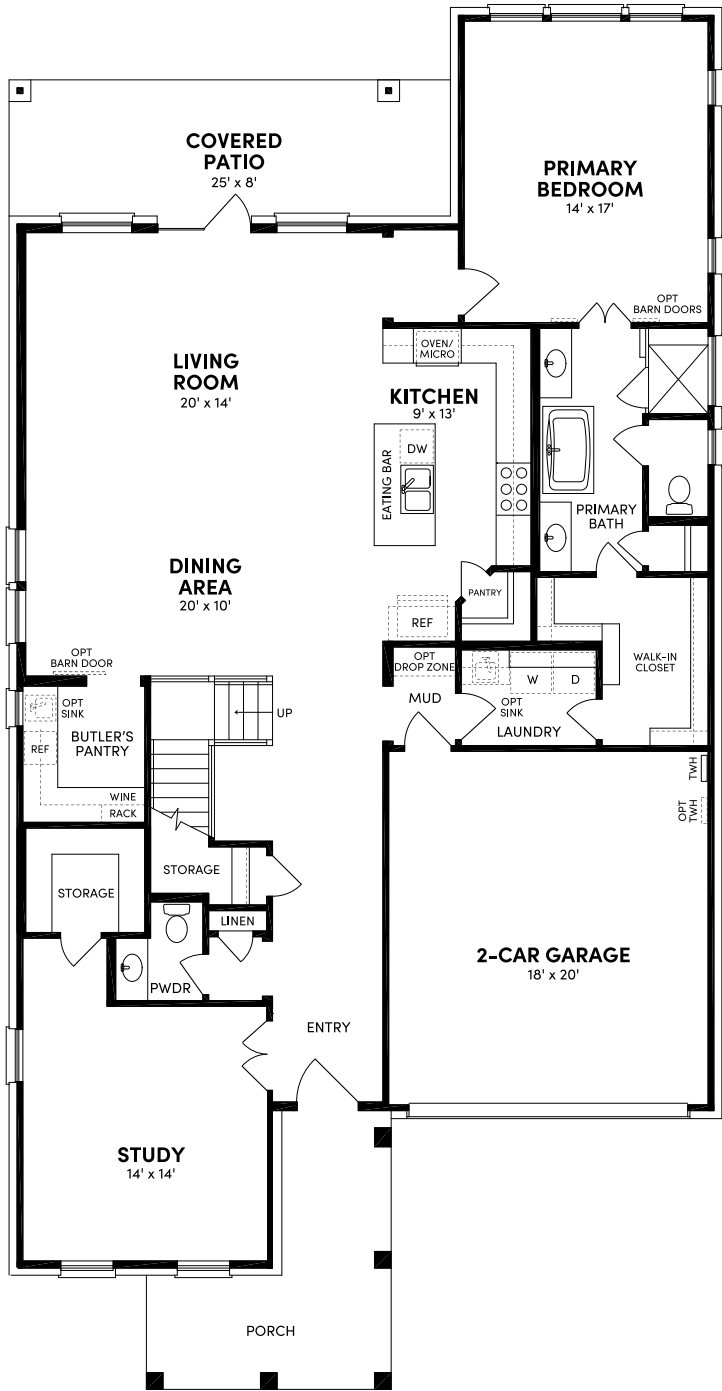 COVERED
PATIO
25' x 8'
PRIMARY
BEDROOM
14' x 17'
OPT
BARN DOORS
LIVING
ROOM
20' x 14'
OVEN/
MICRO
KITCHEN
9' x 13'
DW
EATING BAR
PRIMARY
BATH
DINING
AREA
20' x 10'
PANTRY
REF
OPT
BARN DOOR
OPT
DROP ZONE
WALK-IN
CLOSET
W
D
MUD
OPT
SINK
LAUNDRY
OPT
SINK
UP
BUTLER'S
PANTRY
REF
WINE
RACK
TWH
OPT
TWH
STORAGE
STORAGE
LINEN
PWDR
2-CAR GARAGE
18' x 20'
ENTRY
STUDY
14' x 14'
PORCH